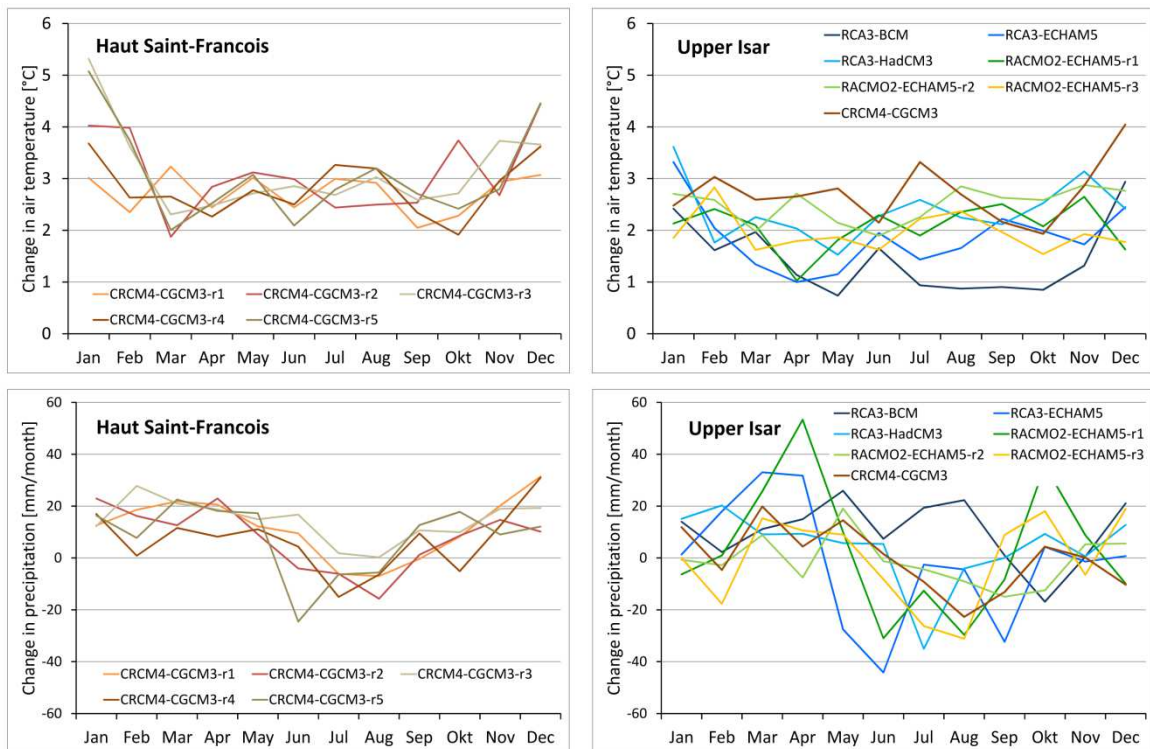 Haut Saint-Francois
Change in air temperature [°C]
6
5
4
3
2
1
0
CRCM4-CGCM3-r1 CRCM4-CGCM3-r2 CRCM4-CGCM3-r3
CRCM4-CGCM3-r4 CRCM4-CGCM3-r5
Jan Feb Mar Apr May Jun Jul Aug Sep Okt Nov Dec
Upper Isar
Change in air temperature [°C]
6
5
4
3
2
1
0
RCA3-BCM RCA3-ECHAM5
RCA3-HadCM3 RACMO2-ECHAM5-r1
RACMO2-ECHAM5-r2 RACMO2-ECHAM5-r3
CRCM4-CGCM3
Jan Feb Mar Apr May Jun Jul Aug Sep Okt Nov Dec
Haut Saint-Francois
Change in precipitation [mm/month]
60
40
20
0
-20
-40
-60
CRCM4-CGCM3-r1 CRCM4-CGCM3-r2 CRCM4-CGCM3-r3
CRCM4-CGCM3-r4 CRCM4-CGCM3-r5
Jan Feb Mar Apr May Jun Jul Aug Sep Okt Nov Dec
Upper Isar
Change in precipitation [mm/month]
60
40
20
0
-20
-40
-60
RCA3-BCM RCA3-ECHAM5
RCA3-HadCM3 RACMO2-ECHAM5-r1
RACMO2-ECHAM5-r2 RACMO2-ECHAM5-r3
CRCM4-CGCM3
Jan Feb Mar Apr May Jun Jul Aug Sep Okt Nov Dec